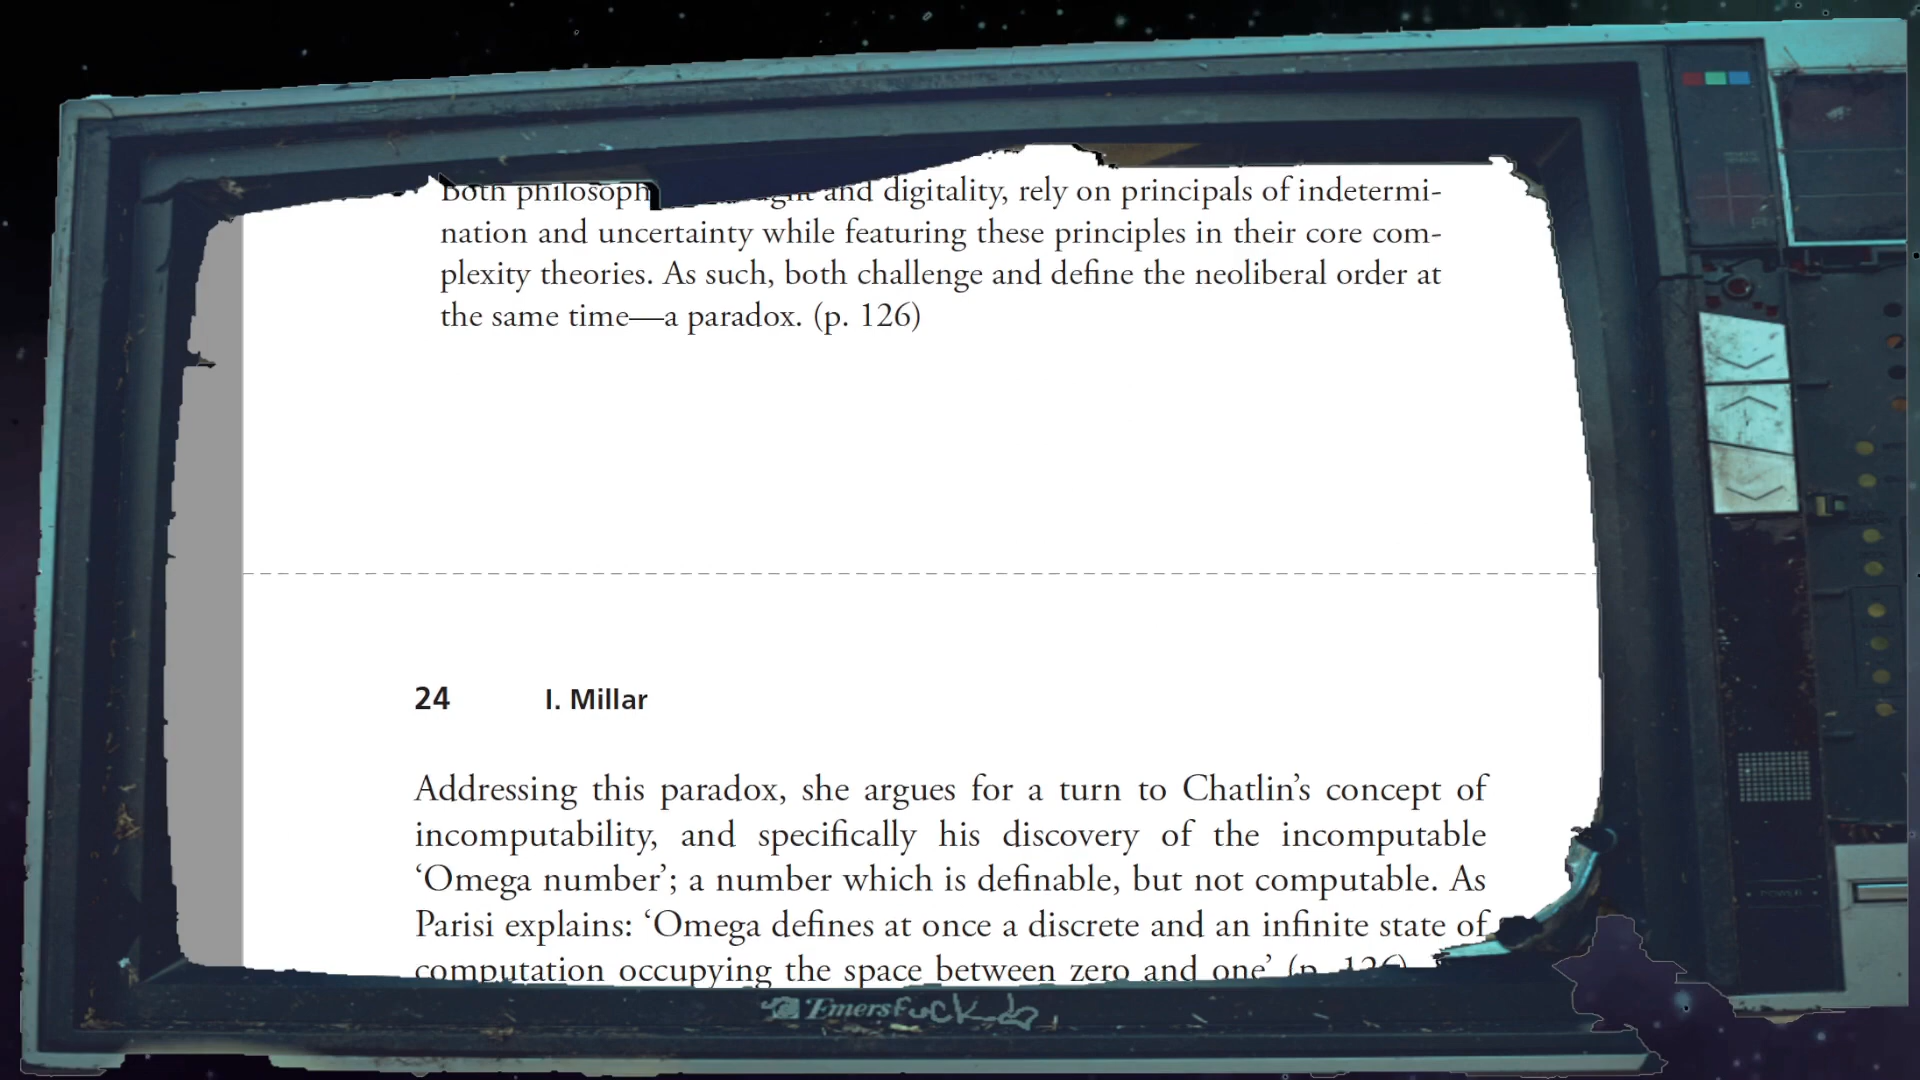 Both philosoph and digitality, rely on principals of indetermi-
nation and uncertainty while featuring these principles in their core com-
plexity theories. As such, both challenge and define the neoliberal order at
the same time—a paradox. (p. 126)
24 I. Millar
Addressing this paradox, she argues for a turn to Chatlin’s concept of
incomputability, and specifically his discovery of the incomputable
‘Omega number’; a number which is definable, but not computable. As
Parisi explains: ‘Omega defines at once a discrete and an infinite state of
computation occupying the space between zero and one’ (p. 126)